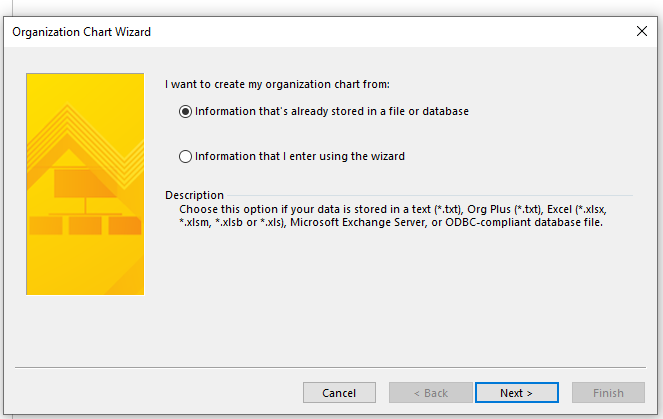 Organization Chart Wizard
I want to create my organization chart from:
Information that's already stored in a file or database
Information that I enter using the wizard
Description
Choose this option if your data is stored in a text (*.txt), Org Plus (*.txt), Excel (*.xlsx,
*.xlsm, *.xlsb or *.xls), Microsoft Exchange Server, or ODBC-compliant database file.
Cancel
< Back
Next >
Finish